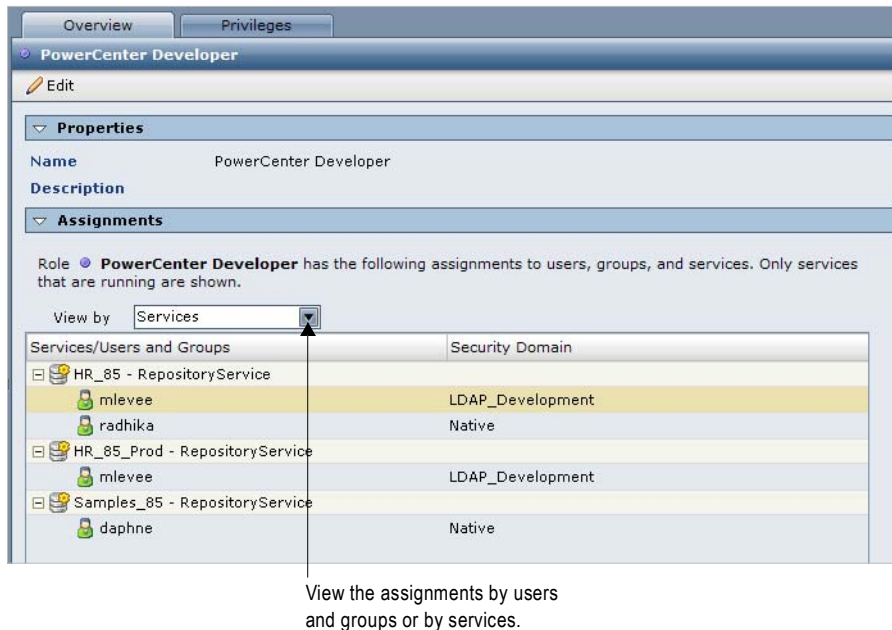 Overview Privileges
PowerCenter Developer
Edit
Properties
Name PowerCenter Developer
Description
Assignments
Role PowerCenter Developer has the following assignments to users, groups, and services. Only services
that are running are shown.
View by Services
Services/Users and Groups Security Domain
HR_85 - RepositoryService
mlevee LDAP_Development
radhika Native
HR_85_Prod - RepositoryService
mlevee LDAP_Development
Samples_85 - RepositoryService
daphne Native
View the assignments by users
and groups or by services.